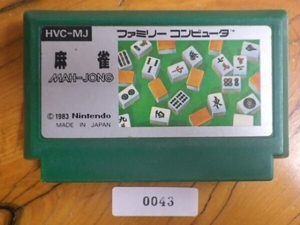 HVC-MJ
ファミリー コンピュータ
麻雀
MAH-JONG
© 1983 Nintendo
MADE IN JAPAN
0043